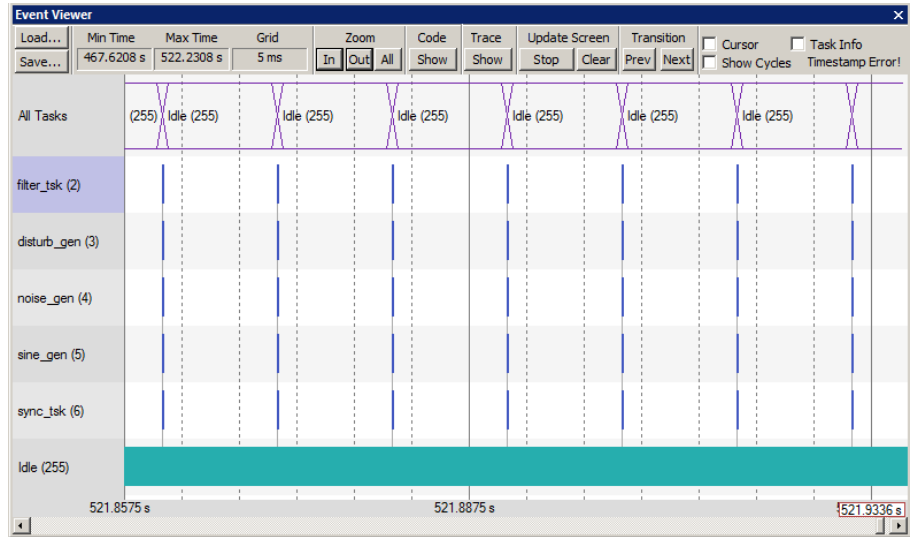 Event Viewer
Load... Min Time Max Time Grid Zoom Code Trace Update Screen Transition Cursor Task Info
Save... 467.6208 s 522.2308 s 5 ms In Out All Show Show Stop Clear Prev Next Show Cycles Timestamp Error!
All Tasks (255) Idle (255) Idle (255) Idle (255) Idle (255) Idle (255) Idle (255)
filter_tsk (2)
disturb_gen (3)
noise_gen (4)
sine_gen (5)
sync_tsk (6)
Idle (255)
521.8575 s 521.8875 s 521.9336 s